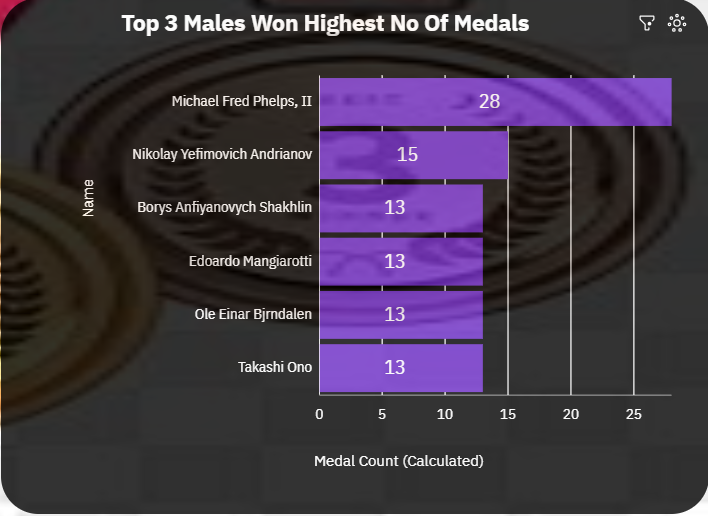 Top 3 Males Won Highest No Of Medals
Name
Michael Fred Phelps, II 28
Nikolay Yefimovich Andrianov 15
Borys Anfiyanovych Shakhlin 13
Edoardo Mangiarotti 13
Ole Einar Bjrndalen 13
Takashi Ono 13
0 5 10 15 20 25
Medal Count (Calculated)